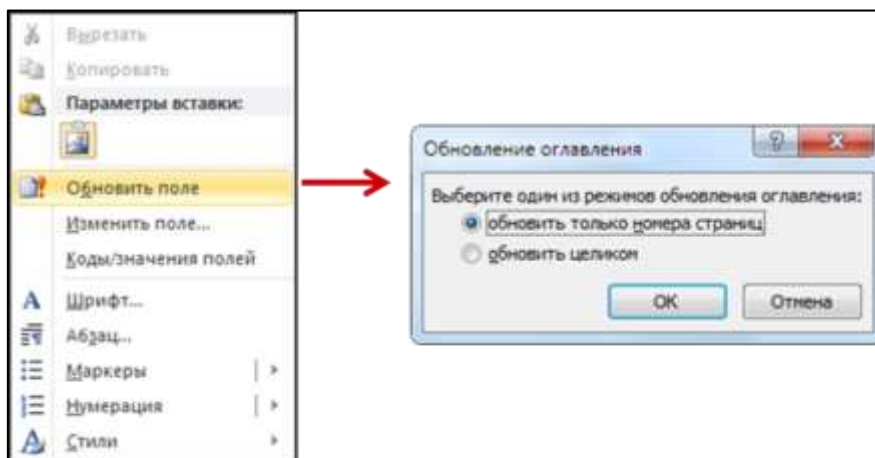 Вырезать
Копировать
Параметры вставки:
Обновить поле
Изменить поле...
Коды/значения полей
Шрифт...
Абзац...
Маркеры
Нумерация
Стили
Обновление оглавления
Выберите один из режимов обновления оглавления:
обновить только номера страниц
обновить целиком
ОК
Отмена